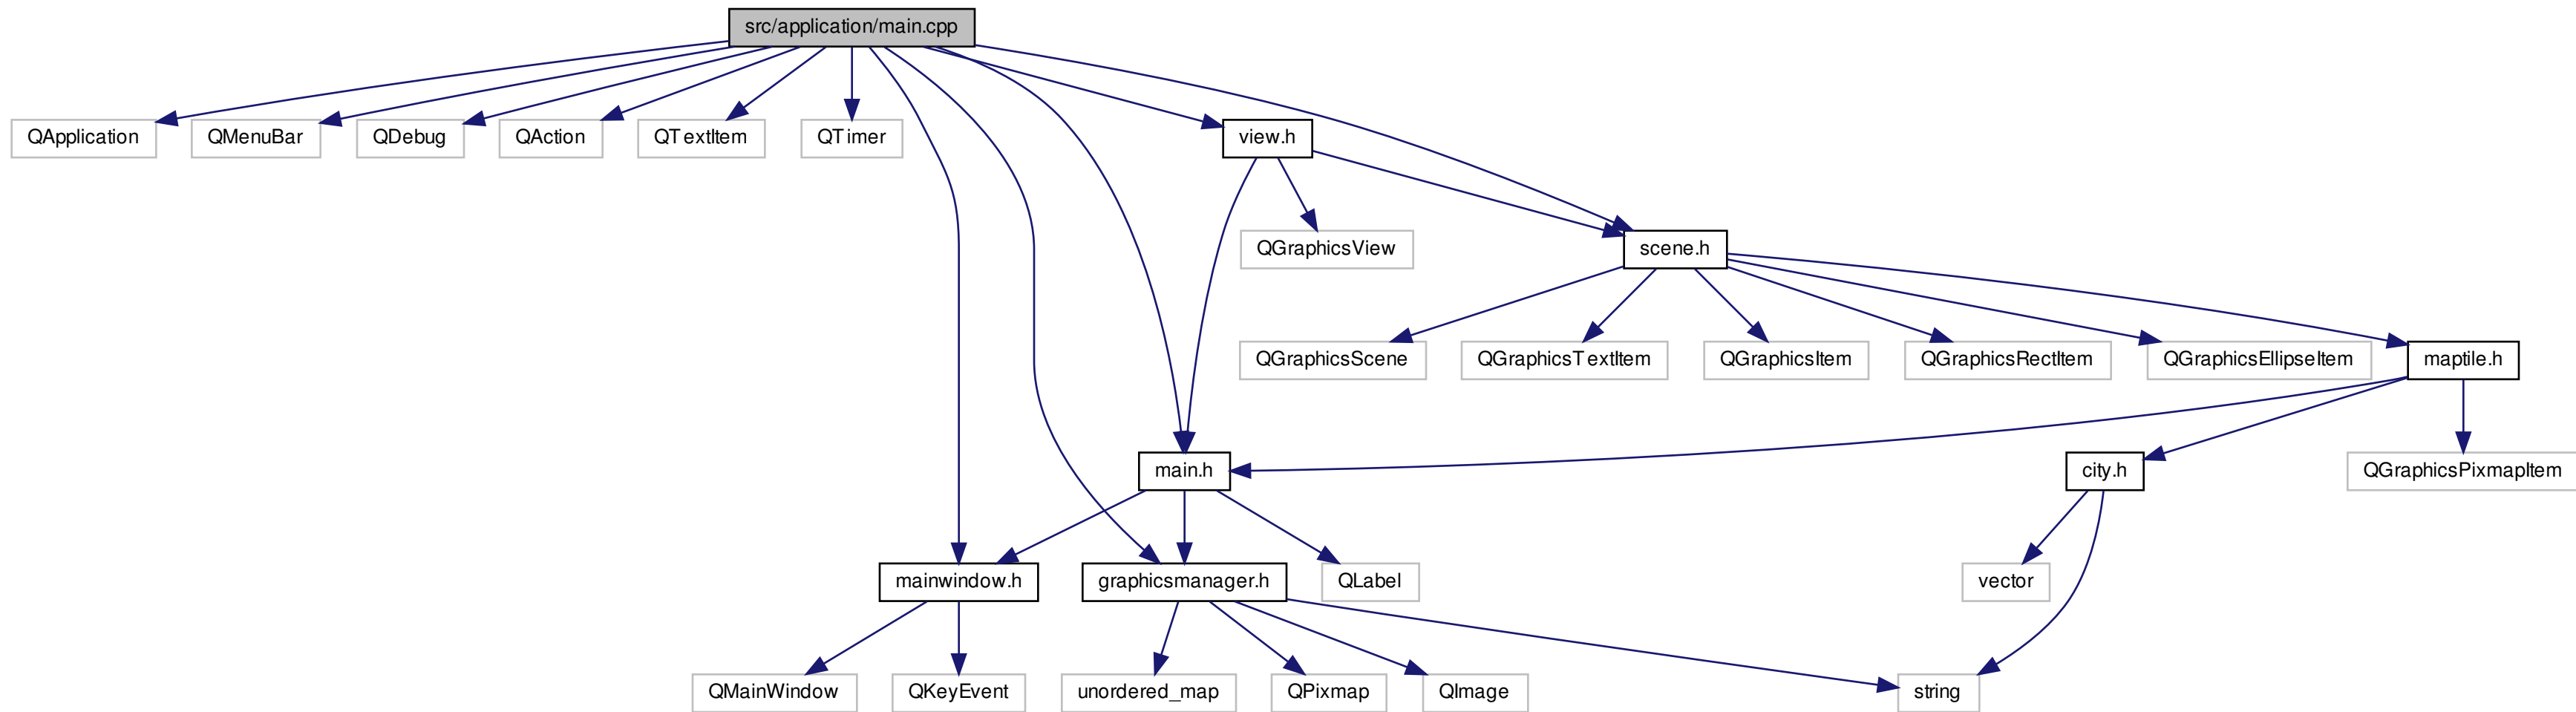 src/application/main.cpp
QApplication
QMenuBar
QDebug
QAction
QTextItem
QTimer
view.h
QGraphicsView
scene.h
QGraphicsScene
QGraphicsTextItem
QGraphicsItem
QGraphicsRectItem
QGraphicsEllipseItem
maptile.h
main.h
city.h
QGraphicsPixmapItem
mainwindow.h
graphicsmanager.h
QLabel
vector
QMainWindow
QKeyEvent
unordered_map
QPixmap
QImage
string